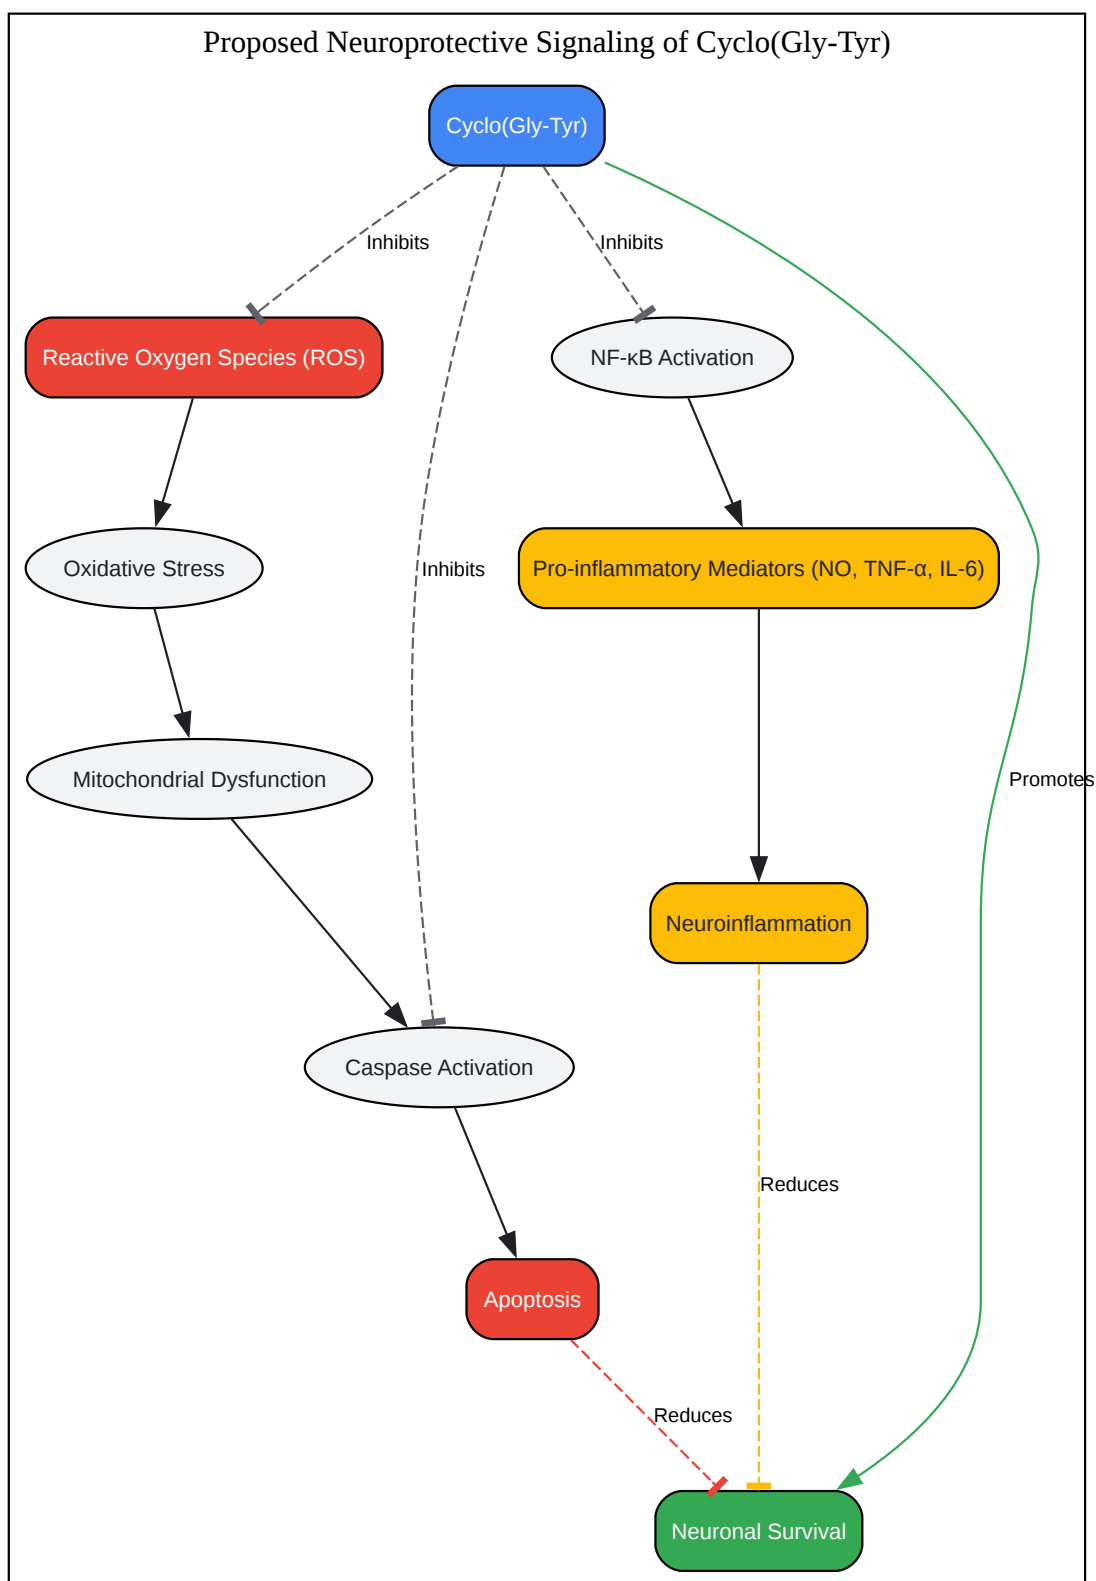 Proposed Neuroprotective Signaling of Cyclo(Gly-Tyr)
Cyclo(Gly-Tyr)
Inhibits
Inhibits
Reactive Oxygen Species (ROS)
NF-κB Activation
Oxidative Stress
Inhibits
Pro-inflammatory Mediators (NO, TNF-α, IL-6)
Mitochondrial Dysfunction
Promotes
Neuroinflammation
Caspase Activation
Reduces
Apoptosis
Reduces
Neuronal Survival